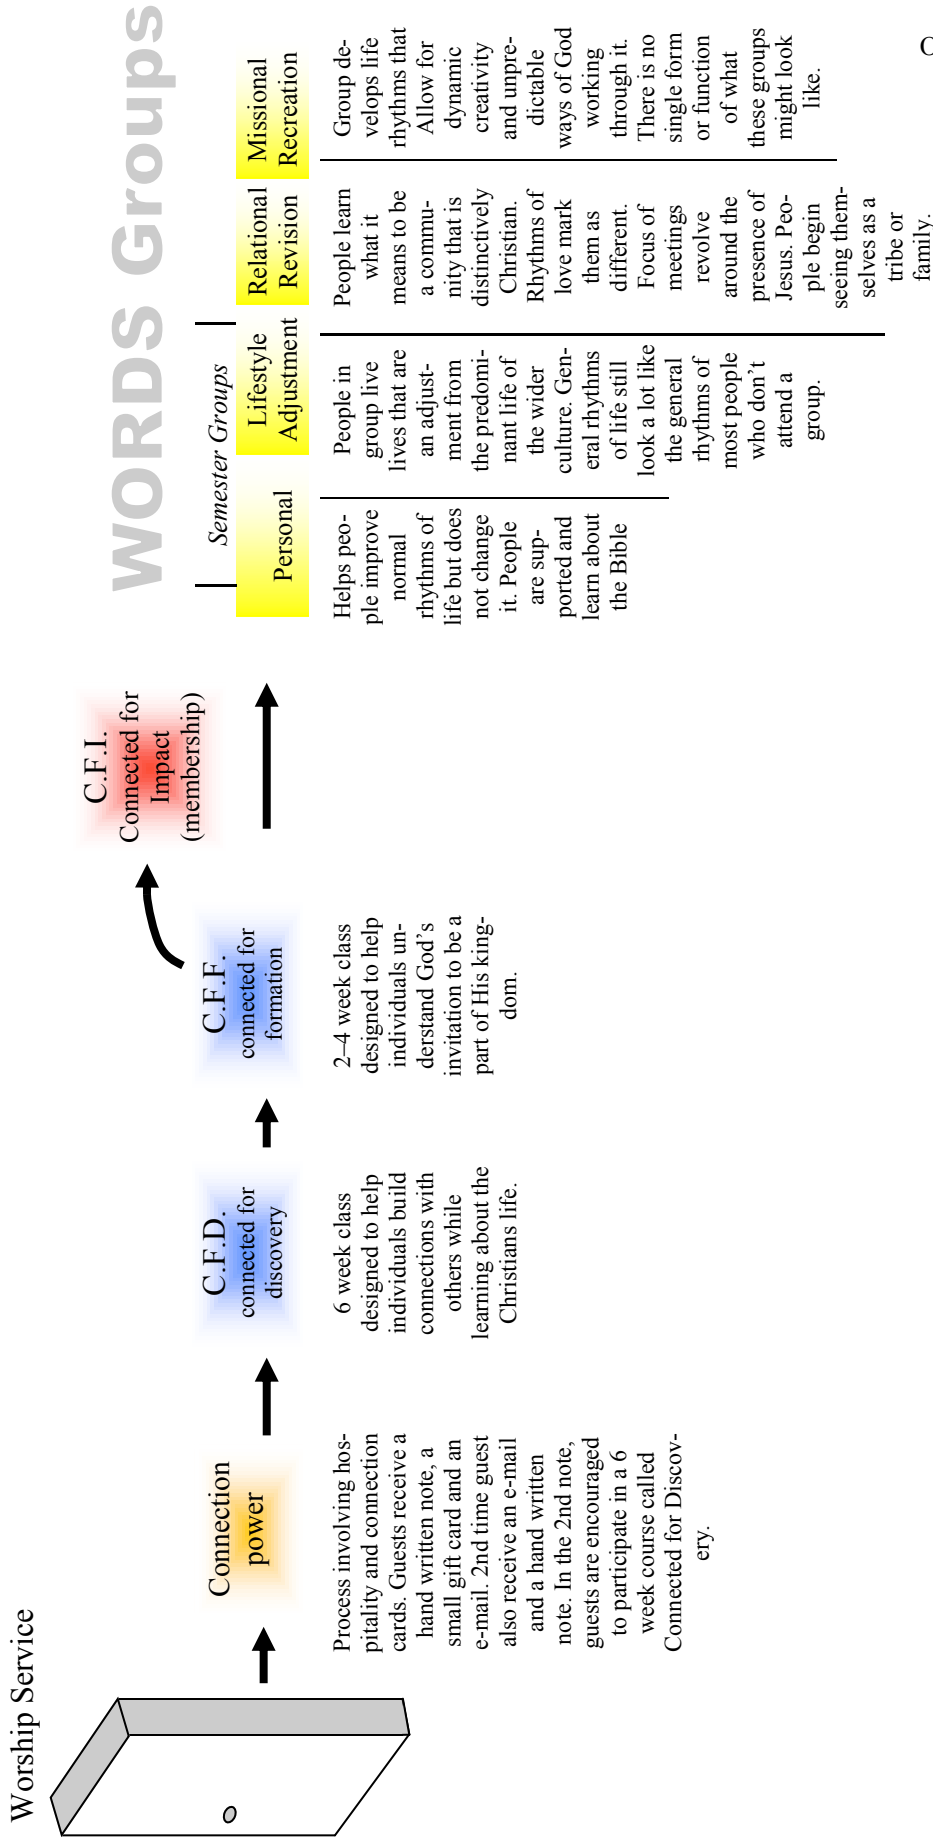 Worship Service
Connection
power
Process involving hos-
pitality and connection
cards. Guests receive a
hand written note, a
small gift card and an
e-mail. 2nd time guest
also receive an e-mail
and a hand written
note. In the 2nd note,
guests are encouraged
to participate in a 6
week course called
Connected for Discov-
ery.
C.F.D.
connected for
discovery
6 week class
designed to help
individuals build
connections with
others while
learning about the
Christians life.
C.F.F.
connected for
formation
2–4 week class
designed to help
individuals un-
derstand God's
invitation to be a
part of His king-
dom.
C.F.I.
Connected for
Impact
(membership)
WORDS Groups
Semester Groups
Personal
Helps peo-
ple improve
normal
rhythms of
life but does
not change
it. People
are sup-
ported and
learn about
the Bible
Lifestyle
Adjustment
People in
group live
lives that are
an adjust-
ment from
the predomi-
nant life of
the wider
culture. Gen-
eral rhythms
of life still
look a lot like
the general
rhythms of
most people
who don't
attend a
group.
Relational
Revision
People learn
what it
means to be
a commu-
nity that is
distinctively
Christian.
Rhythms of
love mark
them as
different.
Focus of
meetings
revolve
around the
presence of
Jesus. Peo-
ple begin
seeing them-
selves as a
tribe or
family.
Missional
Recreation
Group de-
velops life
rhythms that
Allow for
dynamic
creativity
and unpre-
dictable
ways of God
working
through it.
There is no
single form
or function
of what
these groups
might look
like.